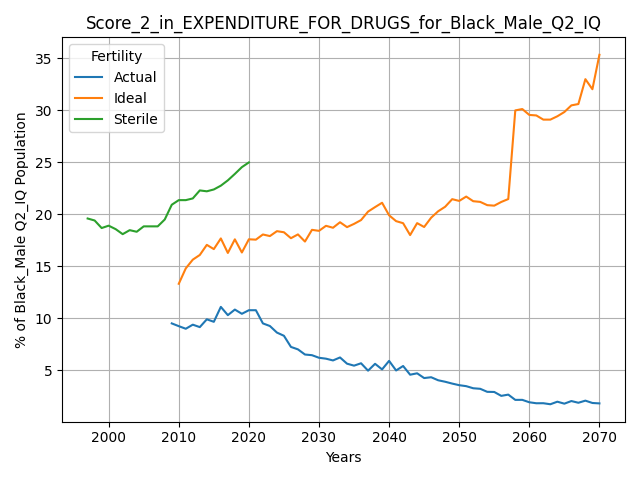 Score_2_in_EXPENDITURE_FOR_DRUGS_for_Black_Male_Q2_IQ
Fertility
Actual
Ideal
Sterile
% of Black_Male Q2_IQ Population
35
30
25
20
15
10
5
2000 2010 2020 2030 2040 2050 2060 2070
Years